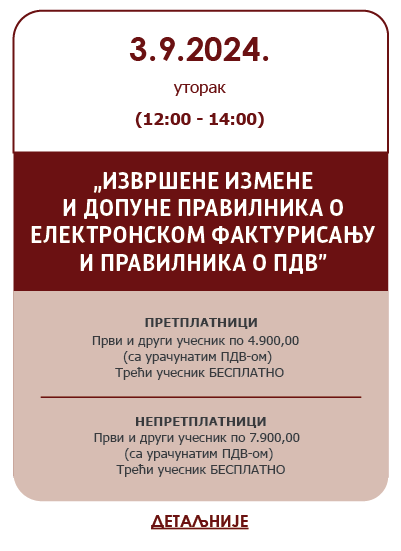 3.9.2024.
уторак
(12:00 - 14:00)
„ИЗВРШЕНЕ ИЗМЕНЕ
И ДОПУНЕ ПРАВИЛНИКА О
ЕЛЕКТРОНСКОМ ФАКТУРИСАЊУ
И ПРАВИЛНИКА О ПДВ”
ПРЕТПЛАТНИЦИ
Први и други учесник по 4.900,00
(са урачунатим ПДВ-ом)
Трећи учесник БЕСПЛАТНО
НЕПРЕТПЛАТНИЦИ
Први и други учесник по 7.900,00
(са урачунатим ПДВ-ом)
Трећи учесник БЕСПЛАТНО
ДЕТАЉНИЈЕ